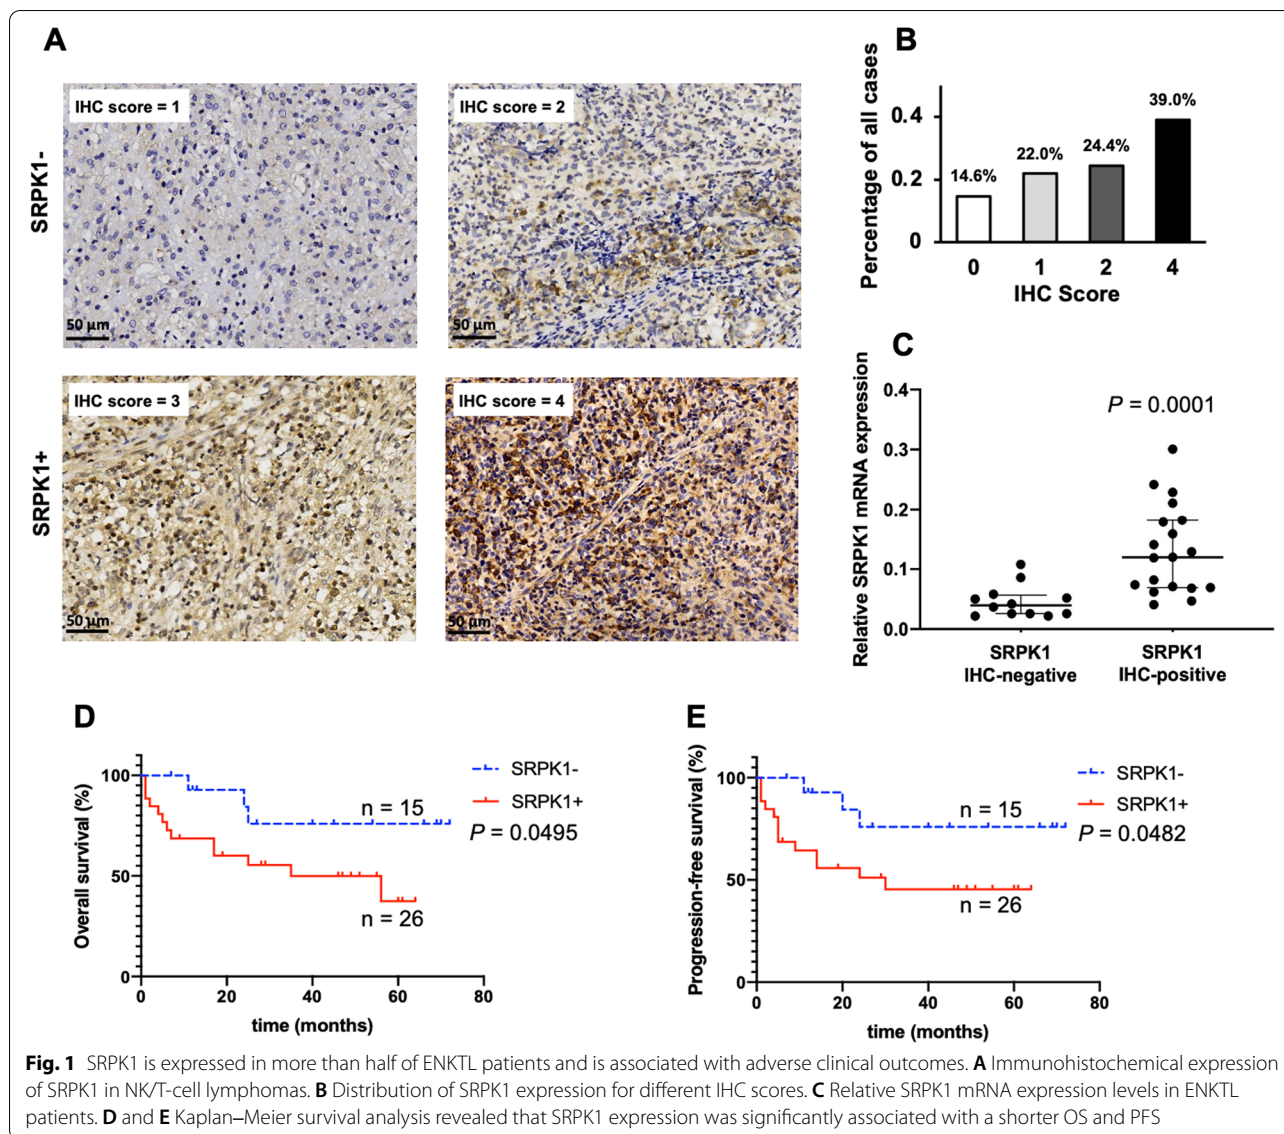 A
IHC score = 1
50 µm
IHC score = 2
50 µm
SRPK1-
IHC score = 3
50 µm
IHC score = 4
50 µm
SRPK1+
B
Percentage of all cases
0.4
0.2
0
14.6%
22.0%
24.4%
39.0%
0 1 2 4
IHC Score
C
Relative SRPK1 mRNA expression
0.4
0.3
0.2
0.1
0.0
P = 0.0001
SRPK1 IHC-negative
SRPK1 IHC-positive
D
Overall survival (%)
100
50
0
0 20 40 60 80
time (months)
SRPK1-
SRPK1+
P = 0.0495
n = 15
n = 26
E
Progression-free survival (%)
100
50
0
0 20 40 60 80
time (months)
SRPK1-
SRPK1+
P = 0.0482
n = 15
n = 26
Fig. 1 SRPK1 is expressed in more than half of ENKTL patients and is associated with adverse clinical outcomes. A Immunohistochemical expression
of SRPK1 in NK/T-cell lymphomas. B Distribution of SRPK1 expression for different IHC scores. C Relative SRPK1 mRNA expression levels in ENKTL
patients. D and E Kaplan–Meier survival analysis revealed that SRPK1 expression was significantly associated with a shorter OS and PFS